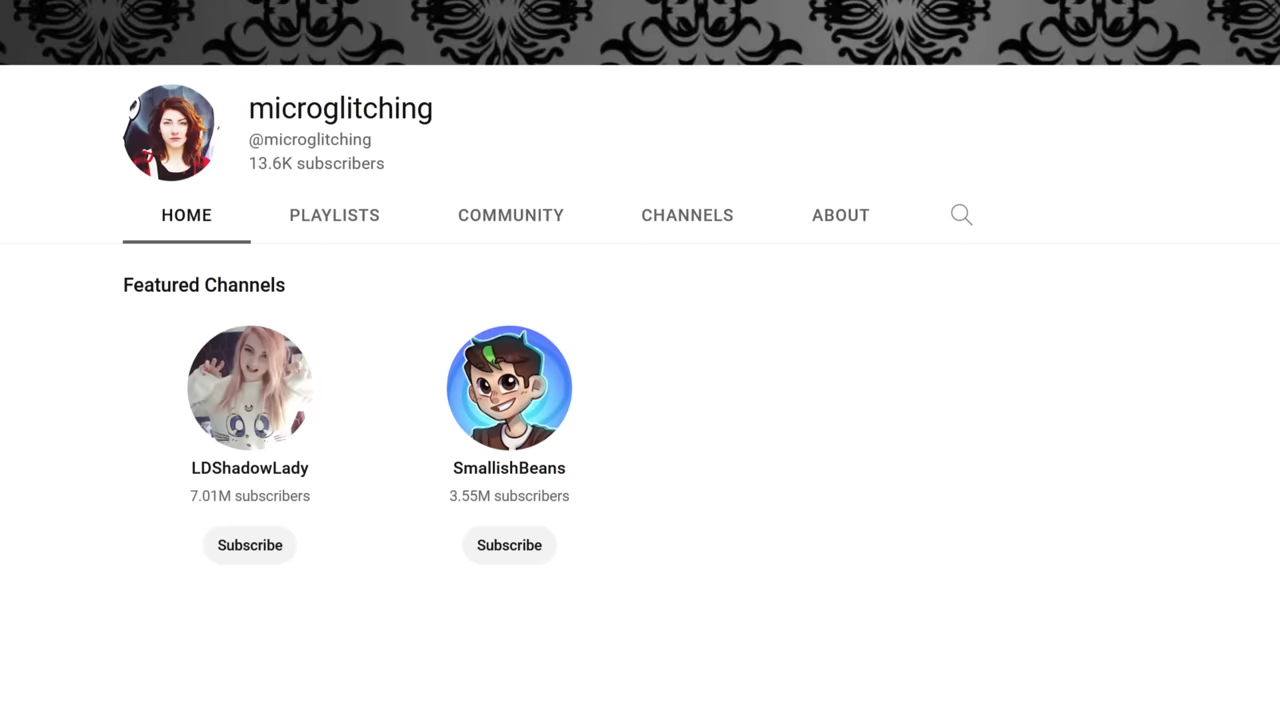 microglitching
@microglitching
13.6K subscribers
HOME PLAYLISTS COMMUNITY CHANNELS ABOUT
Featured Channels
LDShadowLady SmallishBeans
7.01M subscribers 3.55M subscribers
Subscribe Subscribe